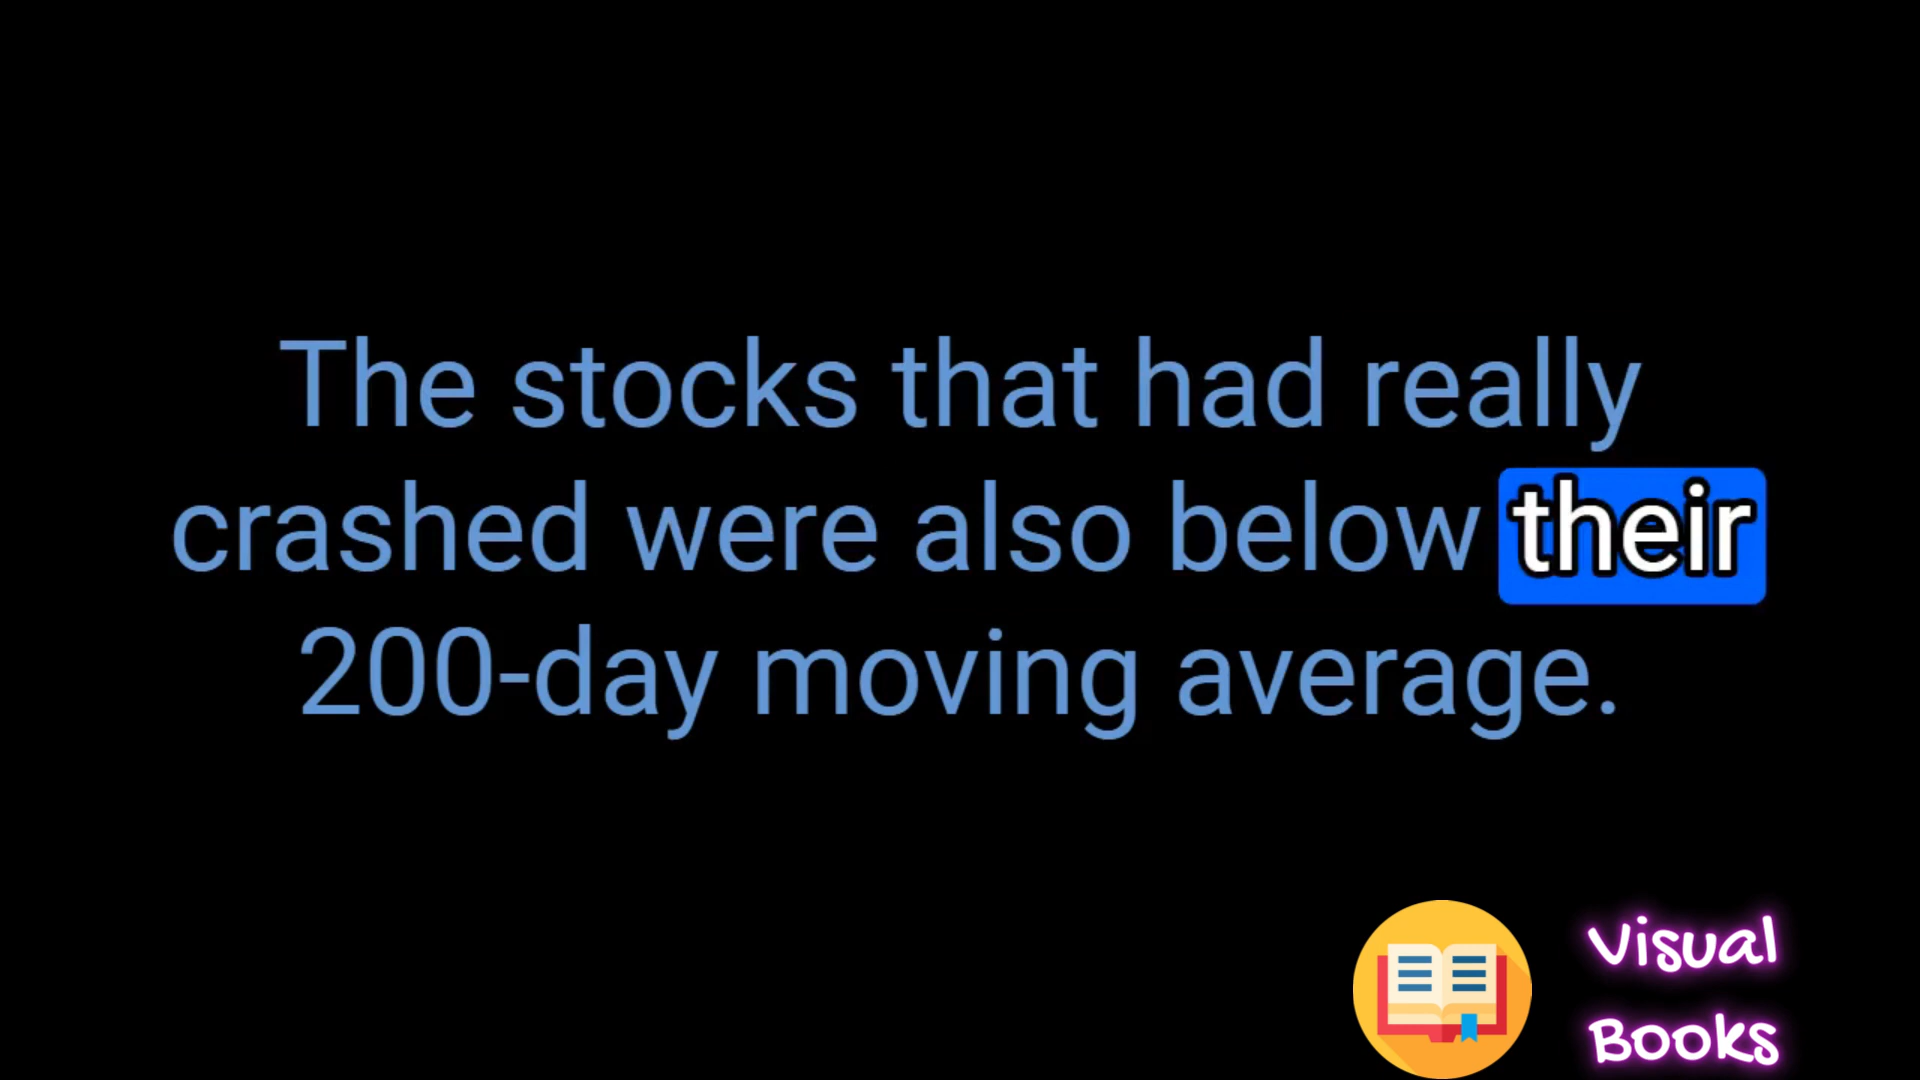 The stocks that had really
crashed were also below their
200-day moving average.
Visual
Books